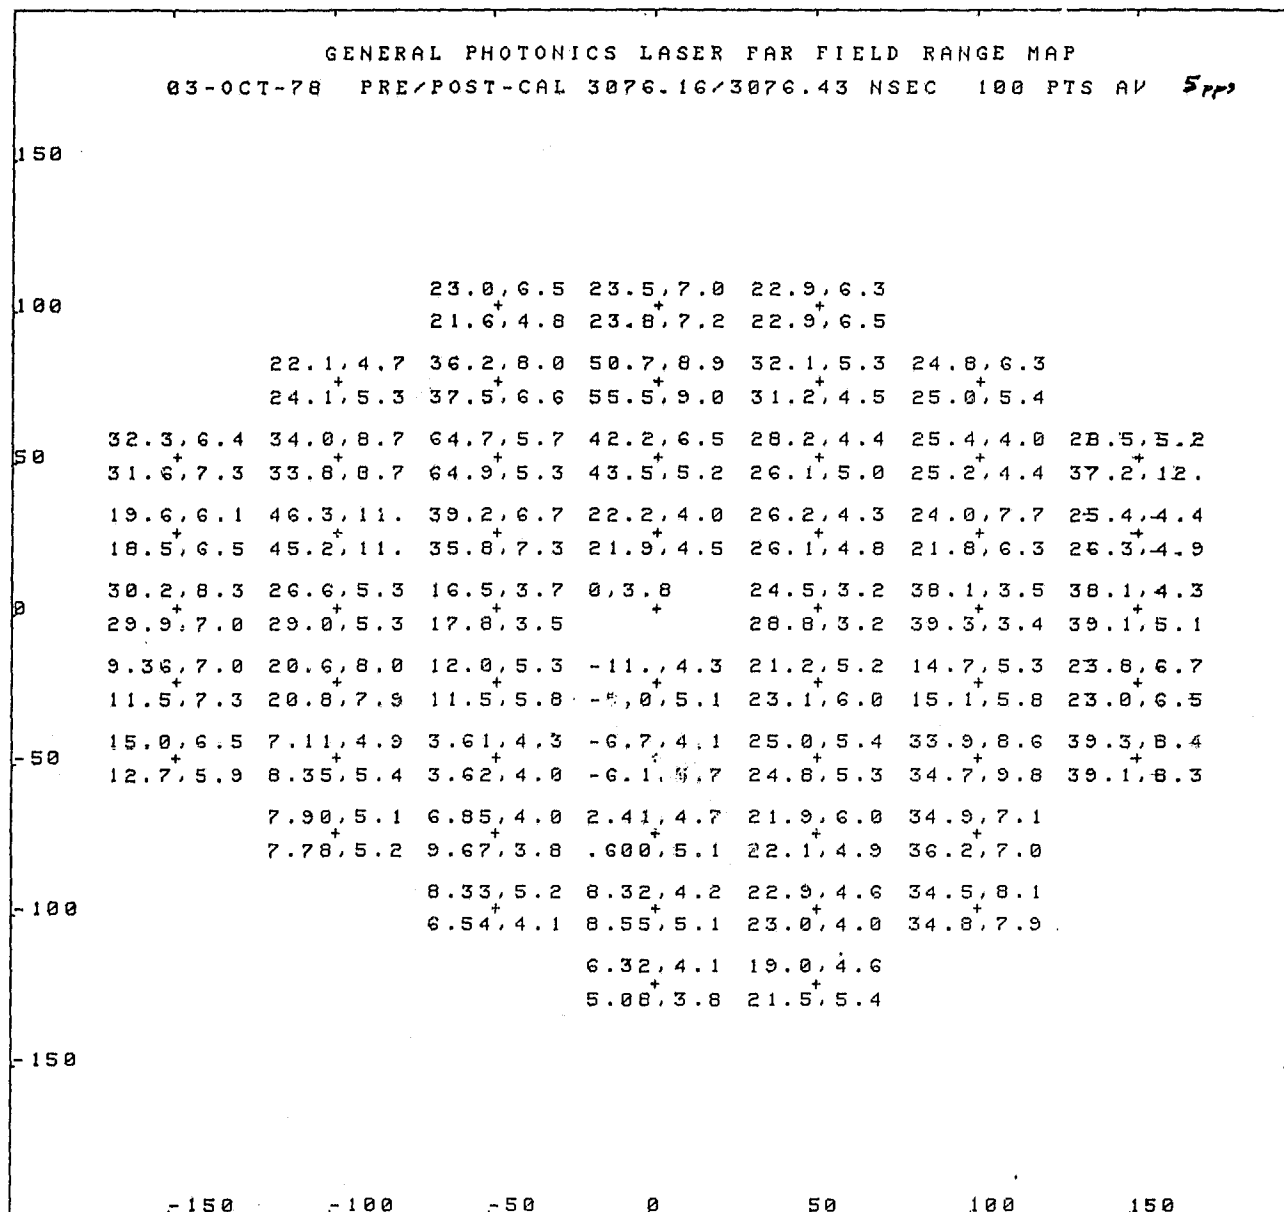 GENERAL PHOTONICS LASER FAR FIELD RANGE MAP
03-OCT-78 PRE/POST-CAL 3076.16/3076.43 NSEC 100 PTS AV 5pps
150
23.0,6.5 23.5,7.0 22.9,6.3
100
21.6,4.8 23.8,7.2 22.9,6.5
22.1,4.7 36.2,8.0 50.7,8.9 32.1,5.3 24.8,6.3
24.1,5.3 37.5,6.6 55.5,9.0 31.2,4.5 25.0,5.4
32.3,6.4 34.0,8.7 64.7,5.7 42.2,6.5 28.2,4.4 25.4,4.0 28.5,5.2
50
31.6,7.3 33.8,8.7 64.9,5.3 43.5,5.2 26.1,5.0 25.2,4.4 37.2,12.
19.6,6.1 46.3,11. 39.2,6.7 22.2,4.0 26.2,4.3 24.0,7.7 25.4,4.4
18.5,6.5 45.2,11. 35.8,7.3 21.9,4.5 26.1,4.8 21.8,6.3 26.3,4.9
30.2,8.3 26.6,5.3 16.5,3.7 0,3.8 24.5,3.2 38.1,3.5 38.1,4.3
0
29.9,7.0 29.0,5.3 17.8,3.5 28.8,3.2 39.3,3.4 39.1,5.1
9.36,7.0 20.6,8.0 12.0,5.3 -11.,4.3 21.2,5.2 14.7,5.3 23.8,6.7
11.5,7.3 20.8,7.9 11.5,5.8 23.1,6.0 15.1,5.8 23.0,6.5
15.0,6.5 7.11,4.9 3.61,4.3 -6.7,4.1 25.0,5.4 33.9,8.6 39.3,8.4
-50
12.7,5.9 8.35,5.4 3.62,4.0 24.8,5.3 34.7,9.8 39.1,8.3
7.90,5.1 6.85,4.0 2.41,4.7 21.9,6.0 34.9,7.1
7.78,5.2 9.67,3.8 .600,5.1 22.1,4.9 36.2,7.0
8.33,5.2 8.32,4.2 22.9,4.6 34.5,8.1
-100
6.54,4.1 8.55,5.1 23.0,4.0 34.8,7.9
6.32,4.1 19.0,4.6
5.08,3.8 21.5,5.4
-150
-150 -100 -50 0 50 100 150